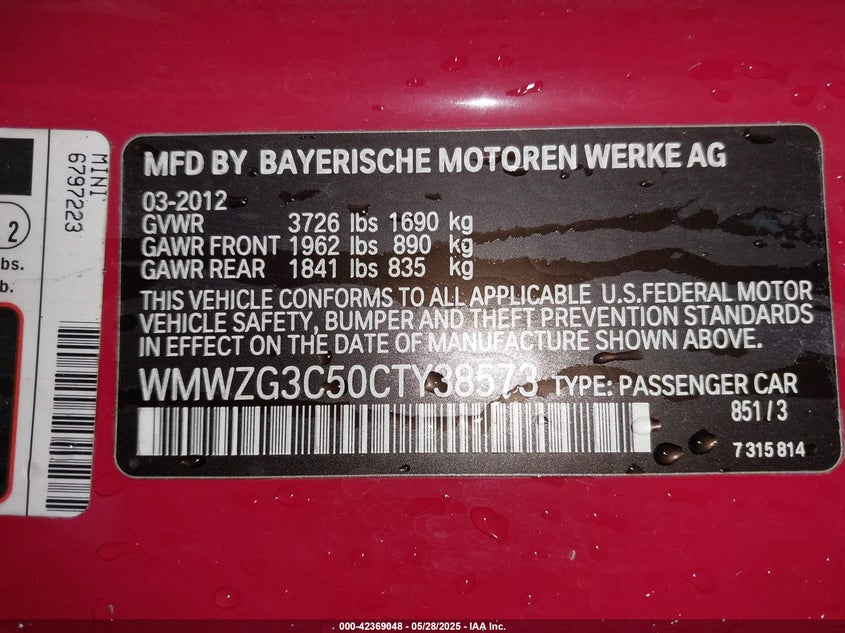 MINI
6797223
2
bs.
b.
MFD BY BAYERISCHE MOTOREN WERKE AG
03-2012
GVWR 3726 lbs 1690 kg
GAWR FRONT 1962 lbs 890 kg
GAWR REAR 1841 lbs 835 kg
THIS VEHICLE CONFORMS TO ALL APPLICABLE U.S.FEDERAL MOTOR
VEHICLE SAFETY, BUMPER AND THEFT PREVENTION STANDARDS
IN EFFECT ON THE DATE OF MANUFACTURE SHOWN ABOVE.
WMWZG3C50CTY38573 TYPE: PASSENGER CAR
851/3
7 315 814
000-42369048 - 05/28/2025 - IAA Inc.